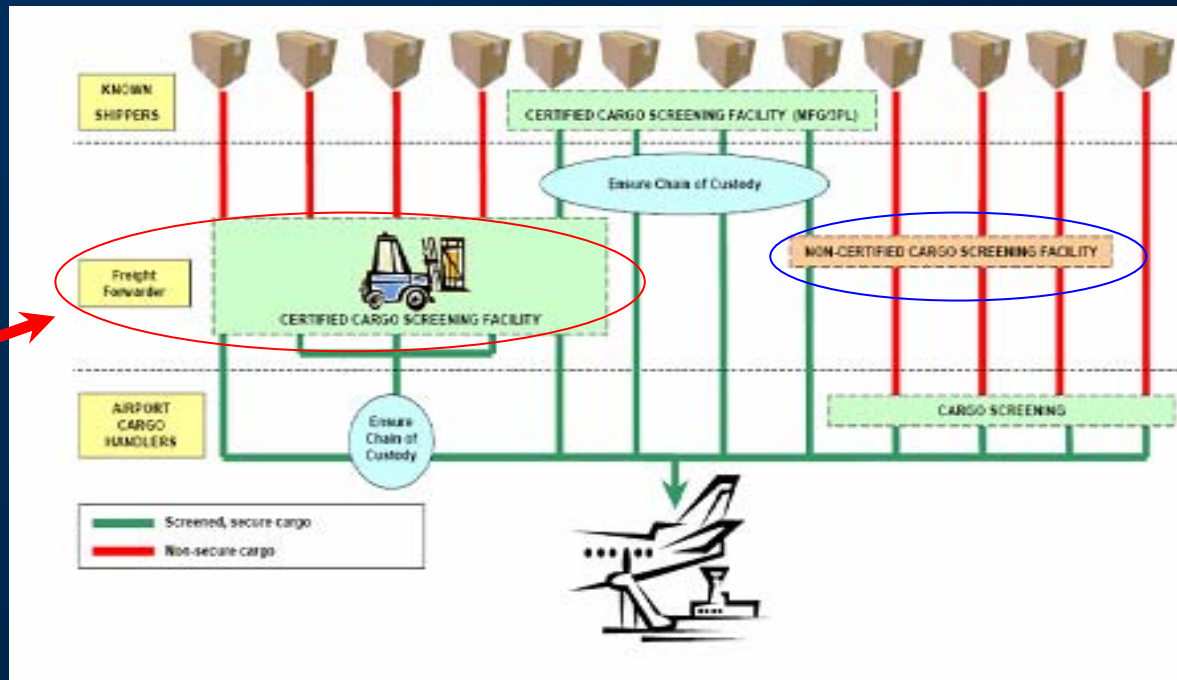 KNOWN
SHIPPERS
CERTIFIED CARGO SCREENING FACILITY (MFG/3PL)
Ensure Chain of Custody
Freight
Forwarder
CERTIFIED CARGO SCREENING FACILITY
NON-CERTIFIED CARGO SCREENING FACILITY
AIRPORT
CARGO
HANDLERS
Ensure
Chain of
Custody
CARGO SCREENING
Screened, secure cargo
Non-secure cargo